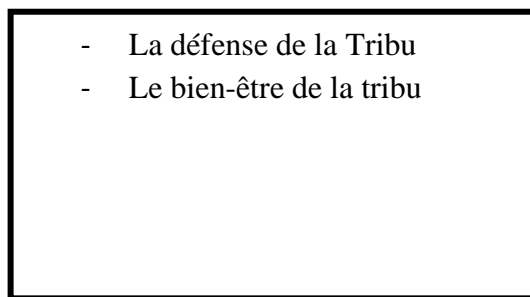 - La défense de la Tribu
- Le bien-être de la tribu